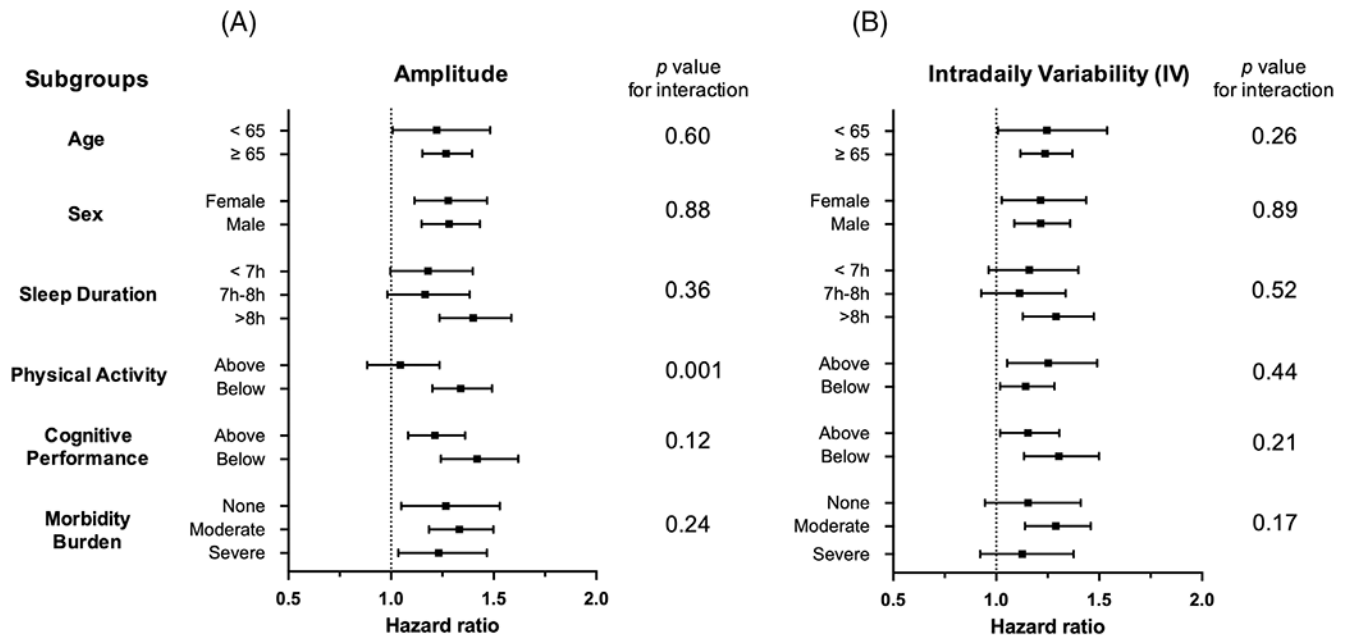 (A)
(B)
Subgroups
Amplitude
p value
for interaction
Intradaily Variability (IV)
p value
for interaction
Age
< 65
≥ 65
0.60
< 65
≥ 65
0.26
Sex
Female
Male
0.88
Female
Male
0.89
Sleep Duration
< 7h
7h-8h
>8h
0.36
< 7h
7h-8h
>8h
0.52
Physical Activity
Above
Below
0.001
Above
Below
0.44
Cognitive
Performance
Above
Below
0.12
Above
Below
0.21
Morbidity
Burden
None
Moderate
Severe
0.24
None
Moderate
Severe
0.17
0.5 1.0 1.5 2.0
Hazard ratio
0.5 1.0 1.5 2.0
Hazard ratio